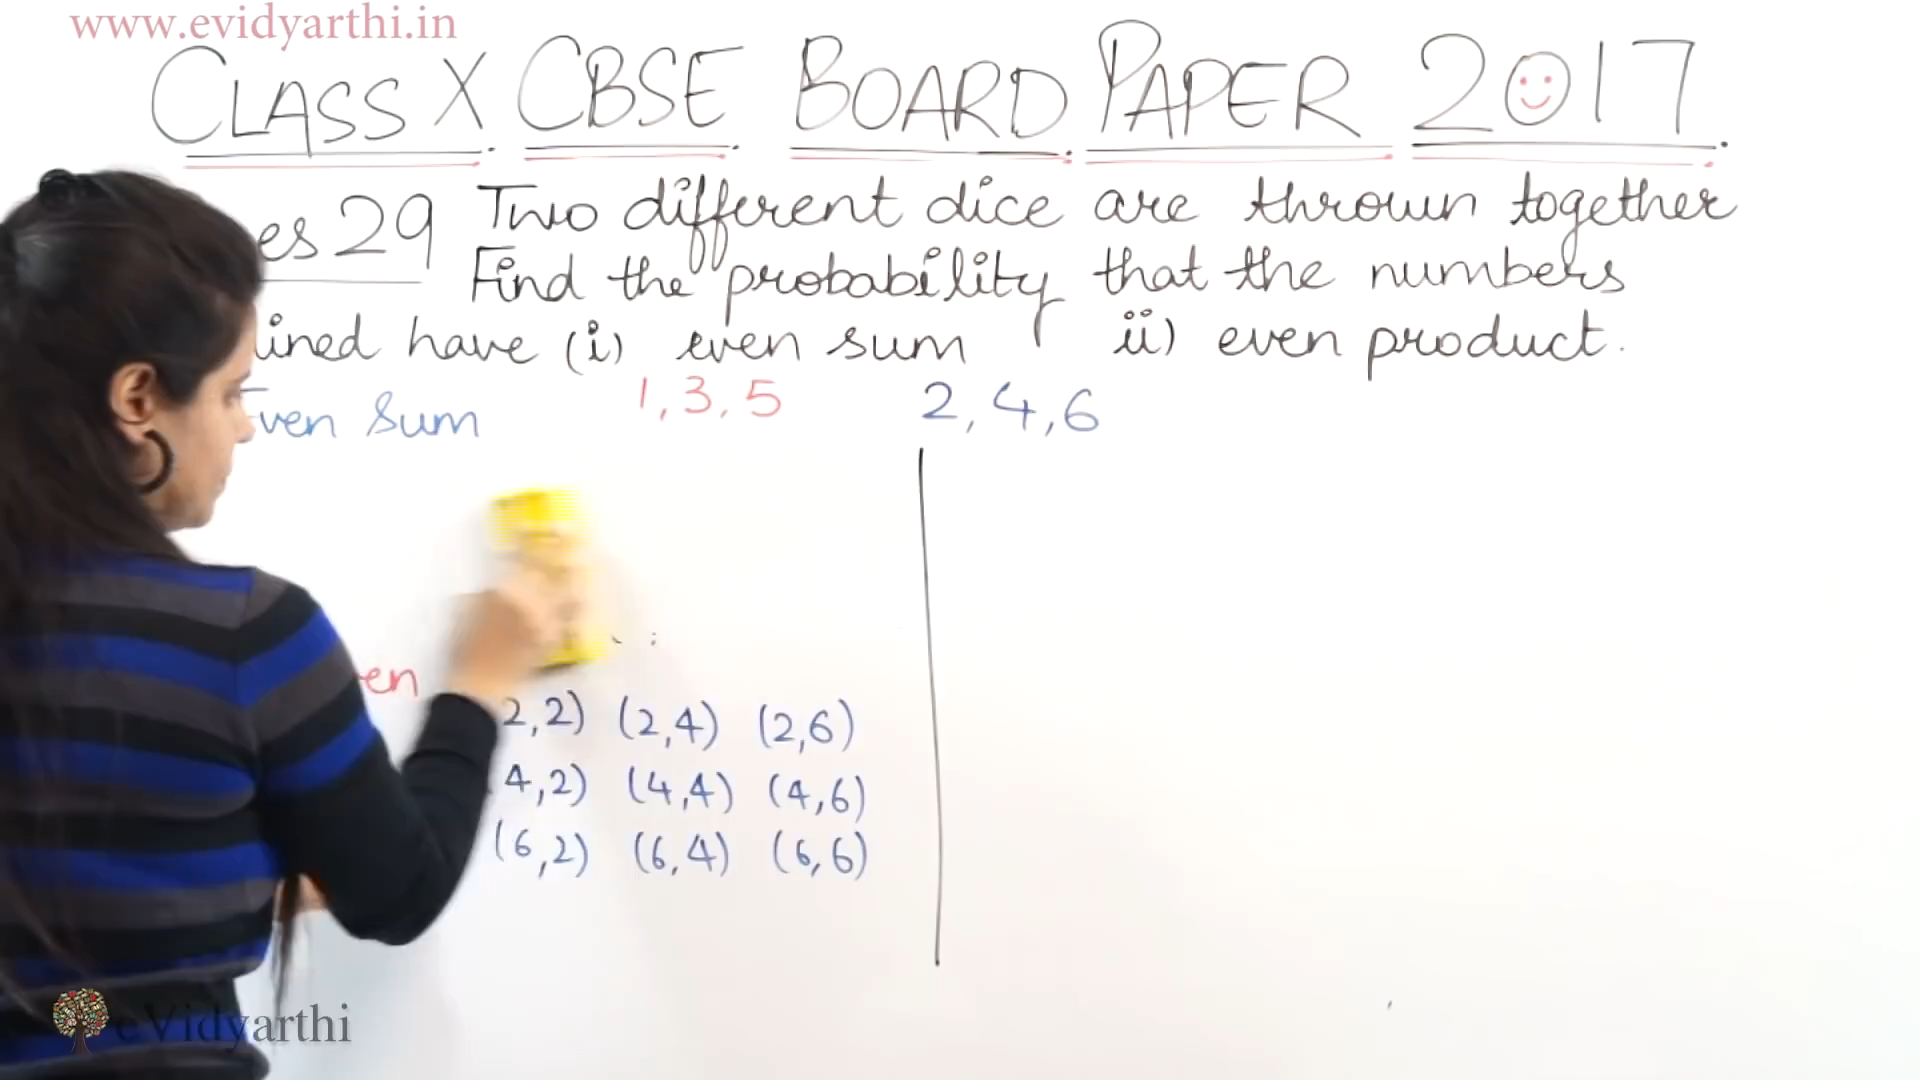 www.evidyarthi.in
CLASS X CBSE BOARD PAPER 2017
es 29 Two different dice are thrown together
Find the probability that the numbers
ined have (i) even sum ii) even product.
Even Sum 1, 3, 5 2, 4, 6
en
2,2) (2,4) (2,6)
4,2) (4,4) (4,6)
(6,2) (6,4) (6,6)
eVidyarthi